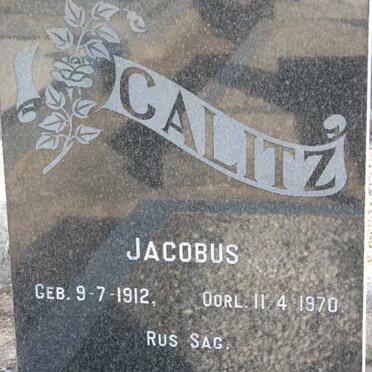 CALITZ
JACOBUS
GEB. 9-7-1912, OORL. 11-4-1970
RUS SAG.